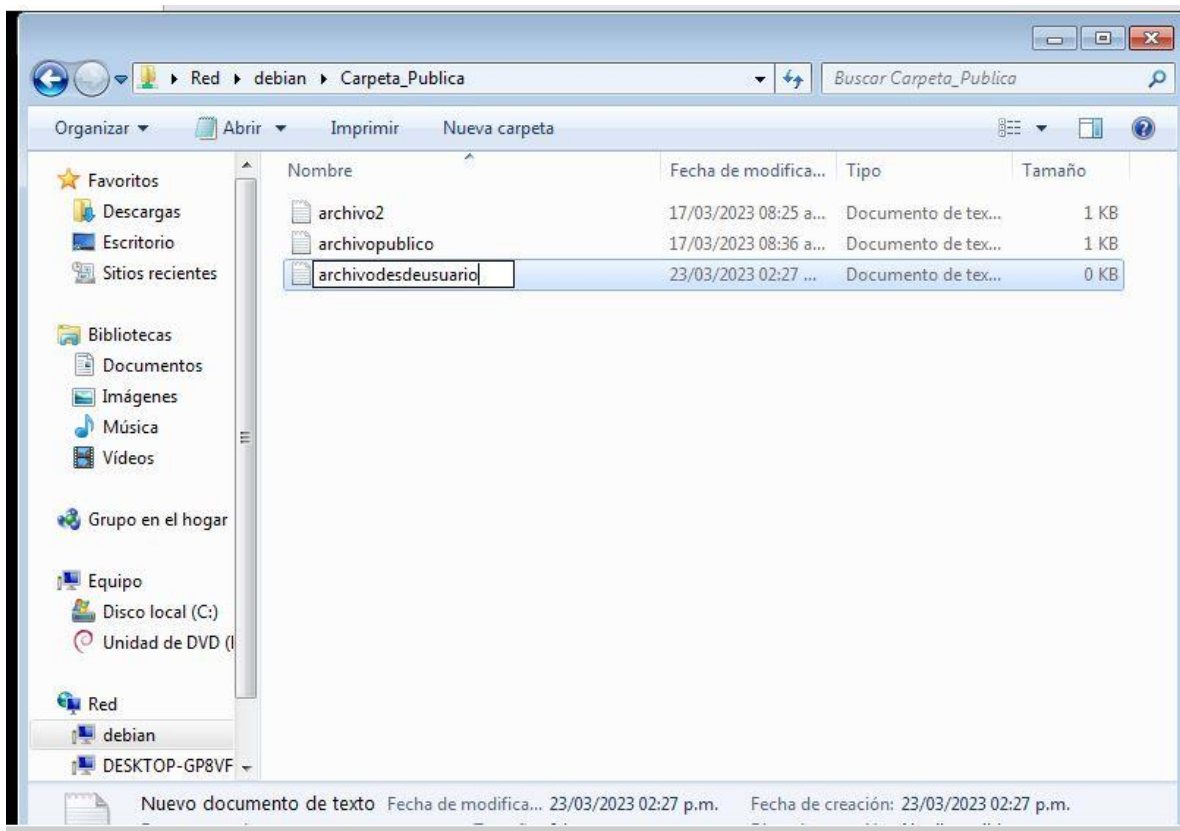 Red ▸ debian ▸ Carpeta_Publica
Buscar Carpeta_Publica
Organizar Abrir Imprimir Nueva carpeta
Nombre Fecha de modifica... Tipo Tamaño
archivo2 17/03/2023 08:25 a... Documento de tex... 1 KB
archivopublico 17/03/2023 08:36 a... Documento de tex... 1 KB
archivodesdeusuario 23/03/2023 02:27 ... Documento de tex... 0 KB
Favoritos
Descargas
Escritorio
Sitios recientes
Bibliotecas
Documentos
Imágenes
Música
Vídeos
Grupo en el hogar
Equipo
Disco local (C:)
Unidad de DVD (
Red
debian
DESKTOP-GP8VF
Nuevo documento de texto Fecha de modifica... 23/03/2023 02:27 p.m. Fecha de creación: 23/03/2023 02:27 p.m.